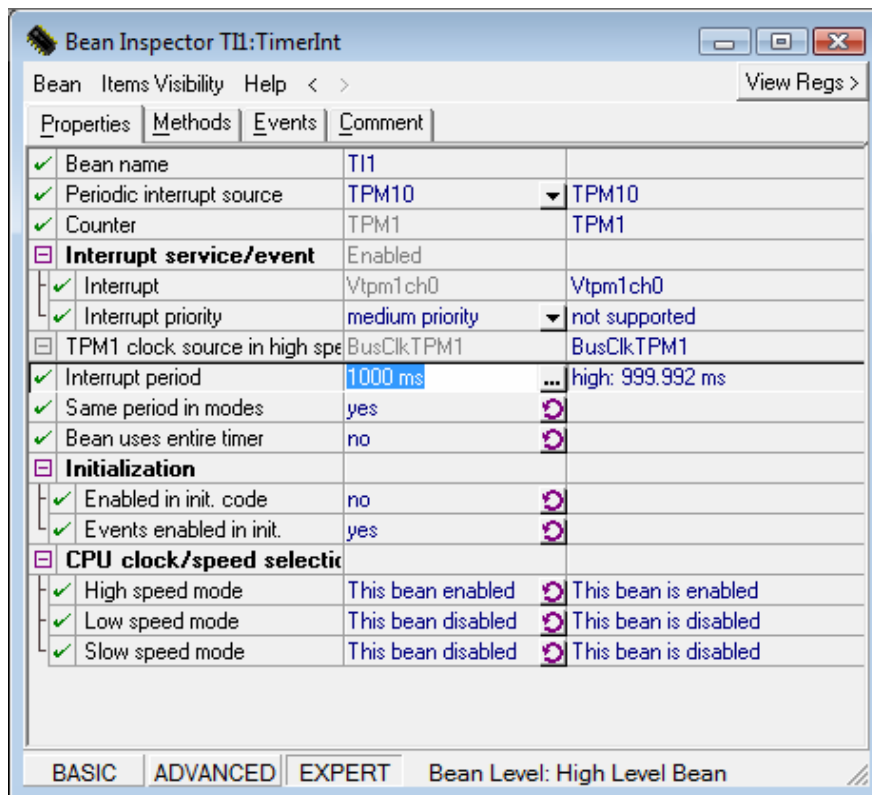 Bean Inspector TI1:TimerInt
Bean Items Visibility Help < > View Regs >
Properties Methods Events Comment
Bean name TI1
Periodic interrupt source TPM10 TPM10
Counter TPM1 TPM1
Interrupt service/event Enabled
Interrupt Vtpm1ch0 Vtpm1ch0
Interrupt priority medium priority not supported
TPM1 clock source in high spe BusClkTPM1 BusClkTPM1
Interrupt period 1000 ms ... high: 999.992 ms
Same period in modes yes
Bean uses entire timer no
Initialization
Enabled in init. code no
Events enabled in init. yes
CPU clock/speed selectic
High speed mode This bean enabled This bean is enabled
Low speed mode This bean disabled This bean is disabled
Slow speed mode This bean disabled This bean is disabled
BASIC ADVANCED EXPERT Bean Level: High Level Bean